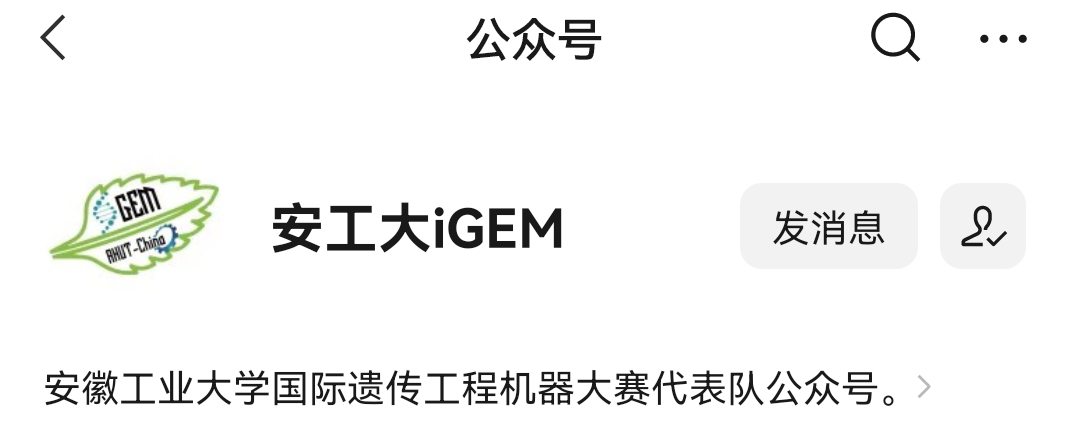 公众号
GEM
AHUT-China
安工大iGEM
发消息
安徽工业大学国际遗传工程机器大赛代表队公众号。